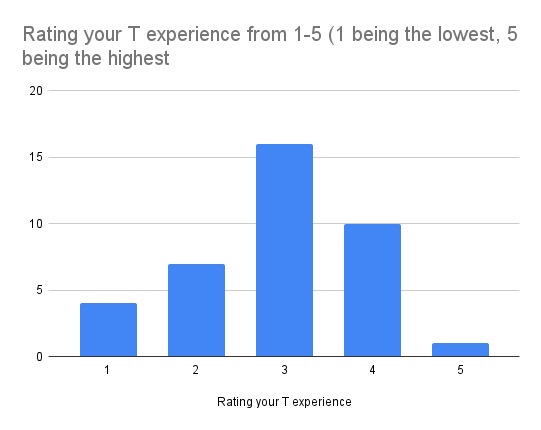 Rating your T experience from 1-5 (1 being the lowest, 5
being the highest
20
15
10
5
0
1 2 3 4 5
Rating your T experience